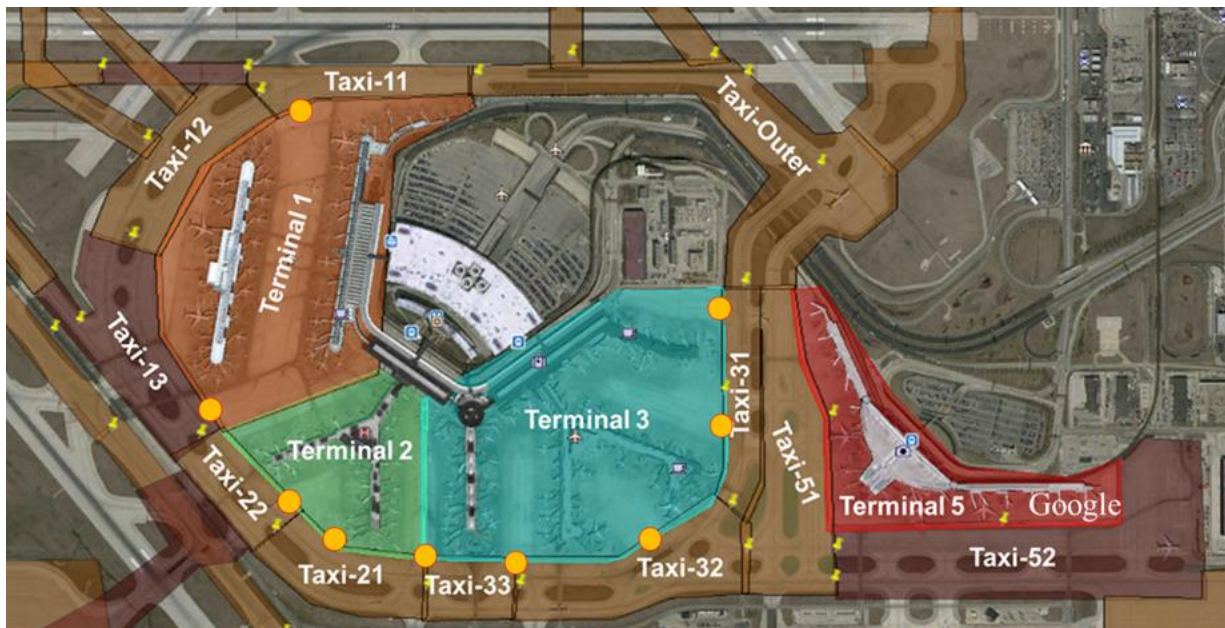 Taxi-11
Taxi-Outer
Taxi-12
Terminal 1
Taxi-13
Taxi-31
Terminal 3
Terminal 2
Taxi-22
Taxi-51
Terminal 5
Google
Taxi-21
Taxi-33
Taxi-32
Taxi-52